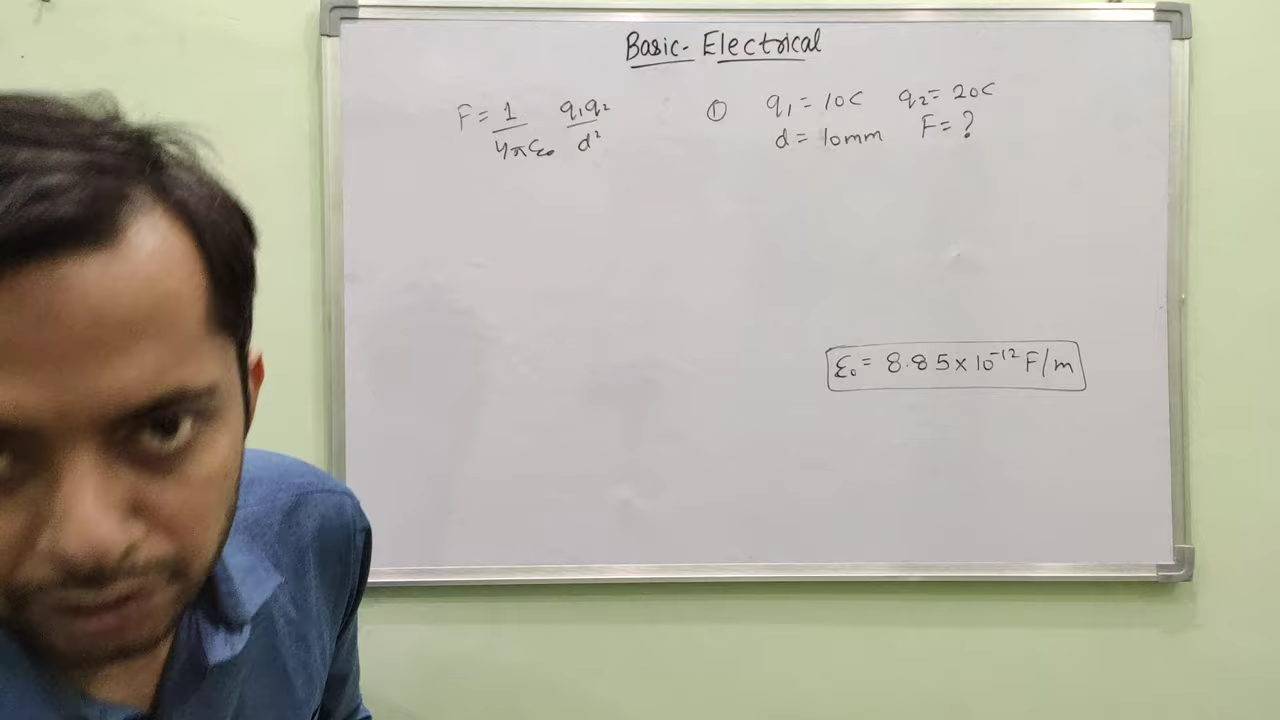 Basic- Electrical
F = 1/4πε₀ q₁q₂/d²
① q₁ = 10C q₂ = 20C
d = 10mm F = ?
ε₀ = 8.85 x 10⁻¹² F/m